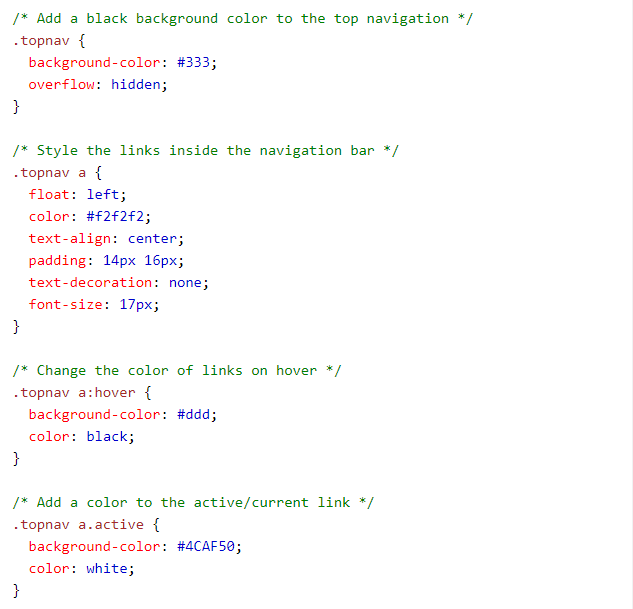 /* Add a black background color to the top navigation */
.topnav {
  background-color: #333;
  overflow: hidden;
}

/* Style the links inside the navigation bar */
.topnav a {
  float: left;
  color: #f2f2f2;
  text-align: center;
  padding: 14px 16px;
  text-decoration: none;
  font-size: 17px;
}

/* Change the color of links on hover */
.topnav a:hover {
  background-color: #ddd;
  color: black;
}

/* Add a color to the active/current link */
.topnav a.active {
  background-color: #4CAF50;
  color: white;
}